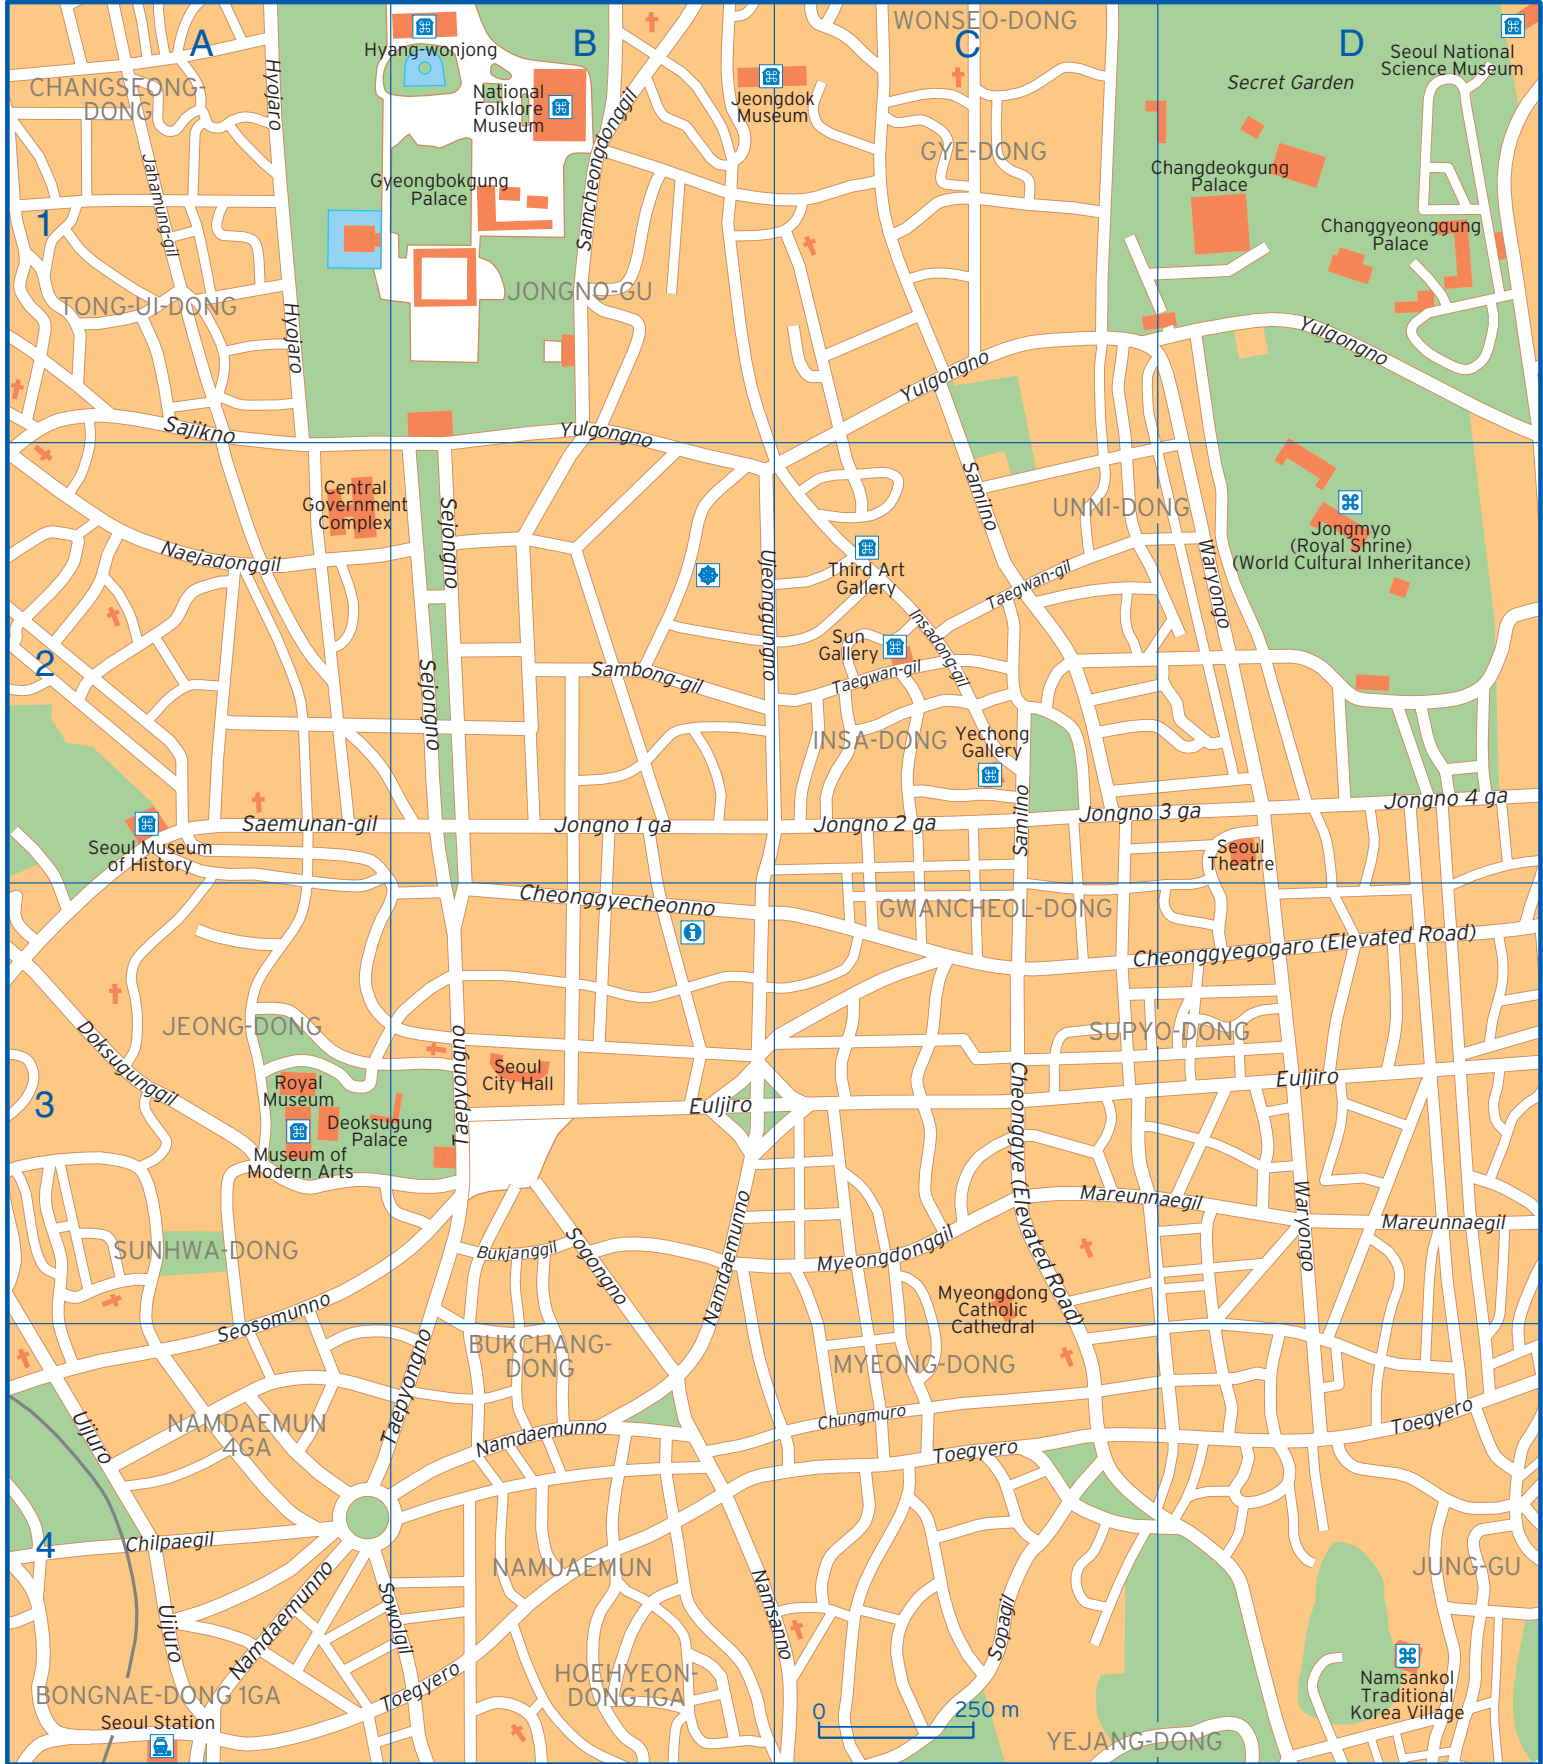 A
B
C
D
WONSEO-DONG
Hyang-wonjong
Seoul National
Science Museum
Secret Garden
CHANGSEONG-
DONG
Hyojaro
National
Folklore
Museum
Jeongdok
Museum
Samcheongdonggil
GYE-DONG
Changdeokgung
Palace
Jahamung-gil
Gyeongbokgung
Palace
1
Changgyeonggung
Palace
TONG-UI-DONG
JONGNO-GU
Hyojaro
Yulgongno
Yulgongno
Sajikno
Yulgongno
Central
Government
Complex
Sejongno
Samilno
UNNI-DONG
Jongmyo
(Royal Shrine)
(World Cultural Inheritance)
Naejadonggil
Ujeonggungno
Third Art
Gallery
Taegwan-gil
Waryongo
Insadong-gil
Sun
Gallery
2
Sejongno
Sambong-gil
Taegwan-gil
INSA-DONG
Yechong
Gallery
Samilno
Saemunan-gil
Jongno 1 ga
Jongno 2 ga
Jongno 3 ga
Jongno 4 ga
Seoul Museum
of History
Seoul
Theatre
Cheonggyecheonno
GWANCHEOL-DONG
Cheonggyegogaro (Elevated Road)
JEONG-DONG
SUPYO-DONG
Doksugunggil
Taepyongno
Seoul
City Hall
Royal
Museum
Euljiro
Euljiro
3
Deoksugung
Palace
Museum of
Modern Arts
Cheonggye (Elevated Road)
Mareunnaegil
Waryongo
Mareunnaegil
SUNHWA-DONG
Bukjanggil
Sogongno
Namdaemunno
Myeongdonggil
Myeongdong
Catholic
Cathedral
Seosomunno
BUKCHANG-
DONG
MYEONG-DONG
Taepyongno
Ujijuro
NAMDAEMUN
4GA
Namdaemunno
Chungmuro
Toegyero
Toegyero
4
Chilpaegil
NAMUAEMUN
JUNG-GU
Namdaemunno
Sowolgil
Namsanno
Sopagil
Uijuro
Toegyero
HOEHYEON-
DONG 1GA
BONGNAE-DONG 1GA
Seoul Station
Namsankol
Traditional
Korea Village
0
250 m
YEJANG-DONG